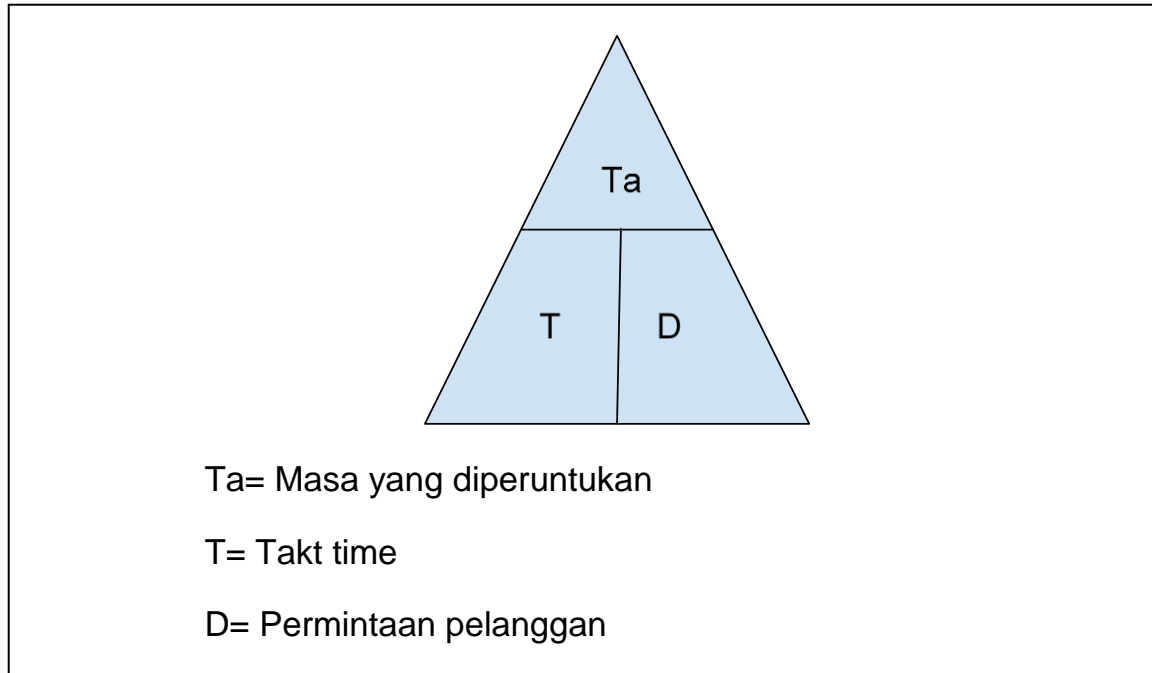 Ta
T D
Ta= Masa yang diperuntukan
T= Takt time
D= Permintaan pelanggan